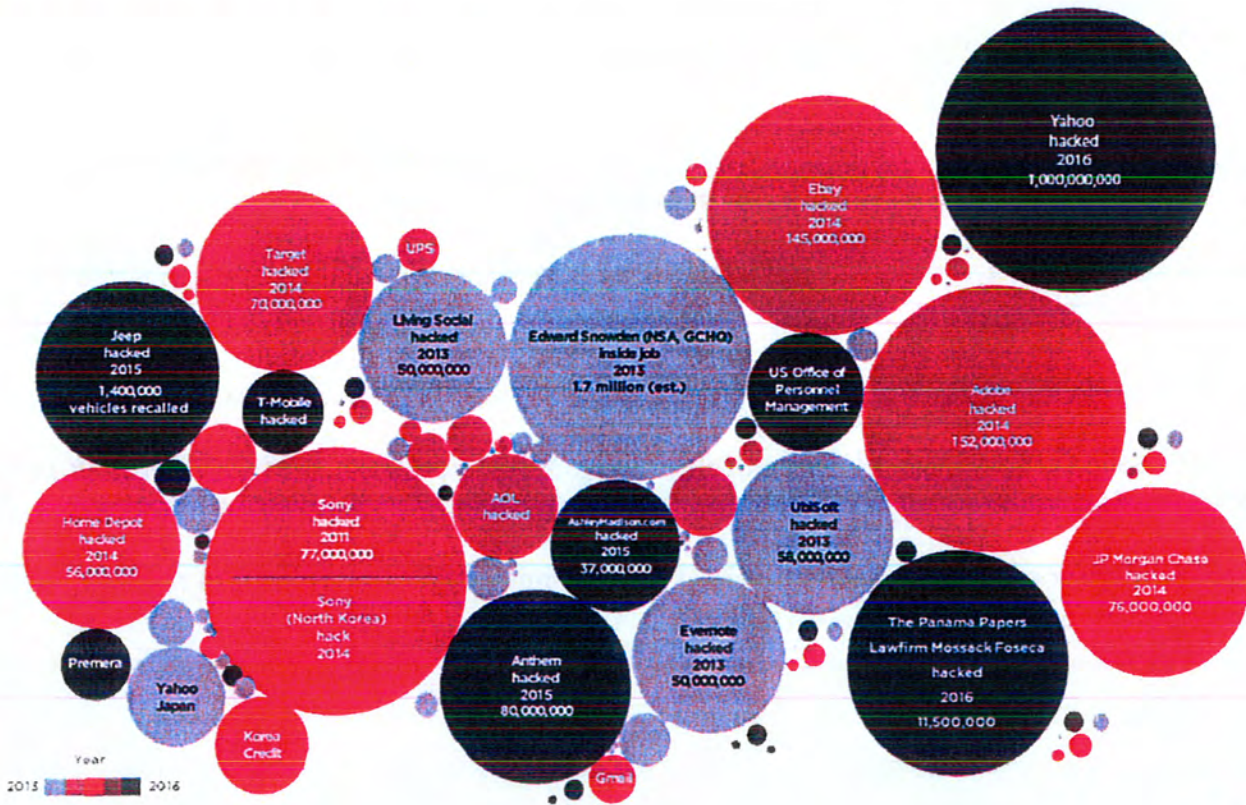 Yahoo
hacked
2016
1,000,000,000
Ebay
hacked
2014
145,000,000
UPS
Target
hacked
2014
70,000,000
Living Social
hacked
2013
50,000,000
Edward Snowden (NSA, GCHQ)
inside job
2013
1.7 million (est.)
Jeep
hacked
2015
1,400,000
vehicles recalled
T-Mobile
hacked
US Office of
Personnel
Management
Adobe
hacked
2014
152,000,000
Home Depot
hacked
2014
56,000,000
Sony
hacked
2011
77,000,000
Sony
(North Korea)
hack
2014
AOL
hacked
AshleyMadison.com
hacked
2015
37,000,000
UbiSoft
hacked
2013
58,000,000
JP Morgan Chase
hacked
2014
76,000,000
The Panama Papers
Lawfirm Mossack Foseca
hacked
2016
11,500,000
Evernote
hacked
2013
50,000,000
Anthem
hacked
2015
80,000,000
Premera
Yahoo
Japan
Korea
Credit
Gmail
Year
2013
2016